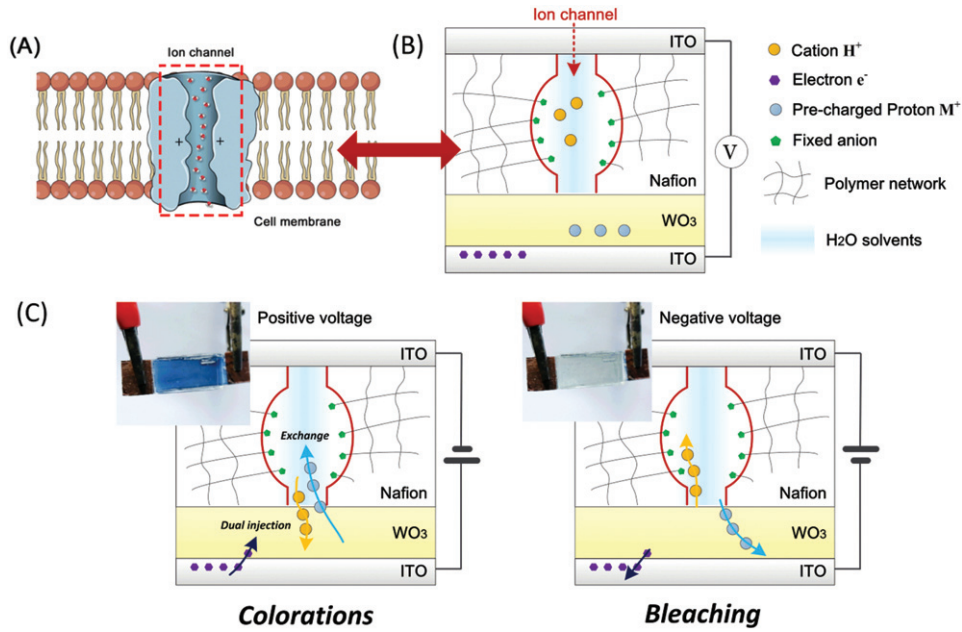 (A)
Ion channel
+ +
Cell membrane
(B)
Ion channel
ITO
Nafion
WO₃
ITO
V
Cation H⁺
Electron e⁻
Pre-charged Proton M⁺
Fixed anion
Polymer network
H₂O solvents
(C)
Positive voltage
ITO
Exchange
Nafion
Dual injection
WO₃
ITO
Colorations
Negative voltage
ITO
Nafion
WO₃
ITO
Bleaching